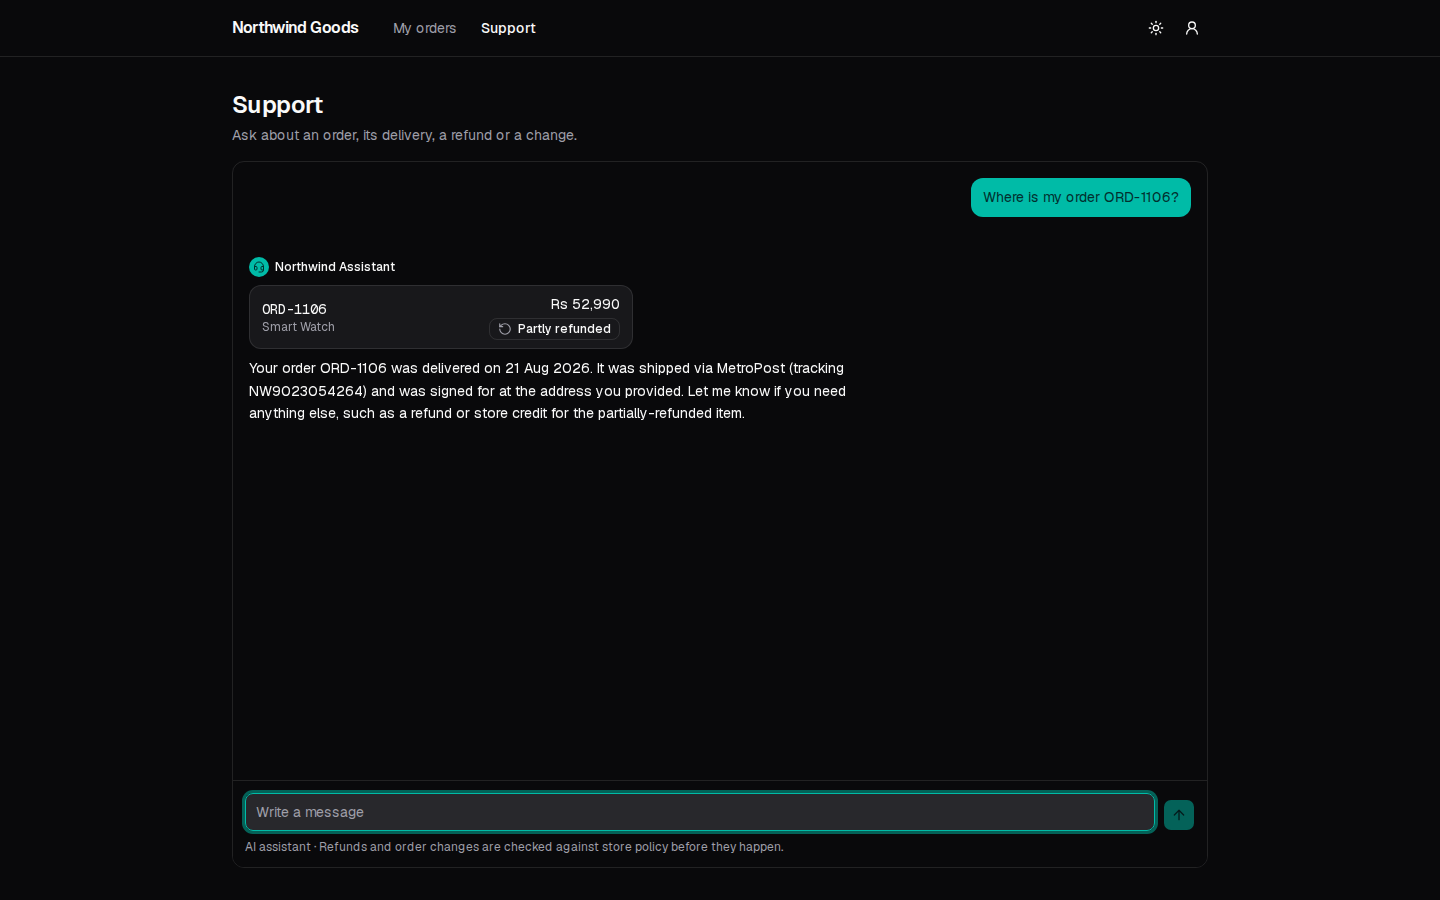 Northwind Goods
My orders
Support
Support
Ask about an order, its delivery, a refund or a change.
Where is my order ORD-1106?
Northwind Assistant
ORD-1106
Rs 52,990
Smart Watch
Partly refunded
Your order ORD-1106 was delivered on 21 Aug 2026. It was shipped via MetroPost (tracking
NW9023054264) and was signed for at the address you provided. Let me know if you need
anything else, such as a refund or store credit for the partially-refunded item.
Write a message
AI assistant · Refunds and order changes are checked against store policy before they happen.